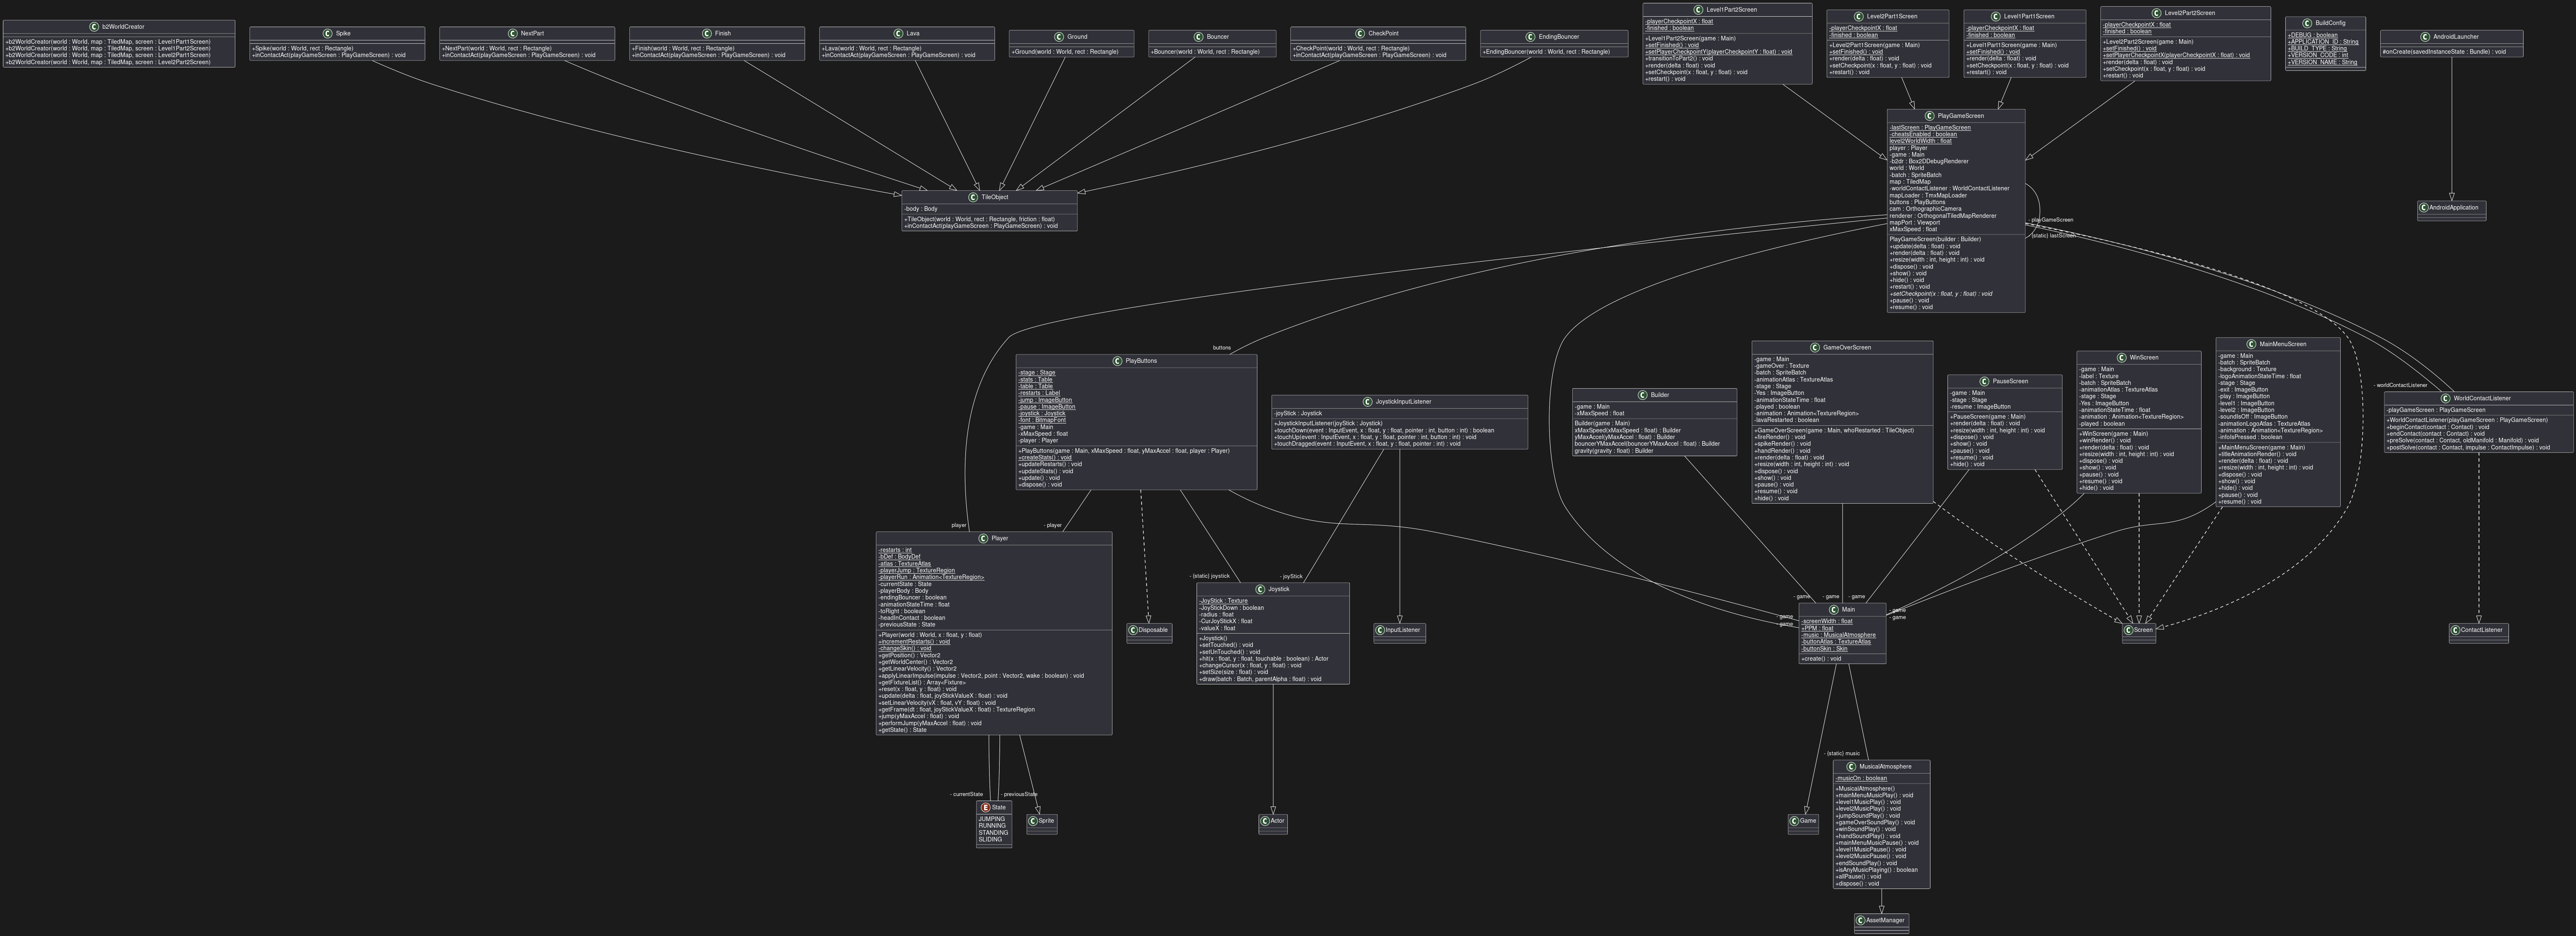 b2WorldCreator
+b2WorldCreator(world : World, map : TiledMap, screen : Level1Part1Screen)
+b2WorldCreator(world : World, map : TiledMap, screen : Level1Part2Screen)
+b2WorldCreator(world : World, map : TiledMap, screen : Level2Part1Screen)
+b2WorldCreator(world : World, map : TiledMap, screen : Level2Part2Screen)
Spike
+Spike(world : World, rect : Rectangle)
+inContactAct(playGameScreen : PlayGameScreen) : void
NextPart
+NextPart(world : World, rect : Rectangle)
+inContactAct(playGameScreen : PlayGameScreen) : void
Finish
+Finish(world : World, rect : Rectangle)
+inContactAct(playGameScreen : PlayGameScreen) : void
Lava
+Lava(world : World, rect : Rectangle)
+inContactAct(playGameScreen : PlayGameScreen) : void
Ground
+Ground(world : World, rect : Rectangle)
Bouncer
+Bouncer(world : World, rect : Rectangle)
CheckPoint
+CheckPoint(world : World, rect : Rectangle)
+inContactAct(playGameScreen : PlayGameScreen) : void
EndingBouncer
+EndingBouncer(world : World, rect : Rectangle)
Level1Part2Screen
-playerCheckpointX : float
-finished : boolean
+Level1Part2Screen(game : Main)
+setFinished() : void
+setPlayerCheckpointY(playerCheckpointY : float) : void
+transitionToPart2() : void
+render(delta : float) : void
+setCheckpoint(x : float, y : float) : void
+restart() : void
Level2Part1Screen
-playerCheckpointX : float
-finished : boolean
+Level2Part1Screen(game : Main)
+setFinished() : void
+render(delta : float) : void
+setCheckpoint(x : float, y : float) : void
+restart() : void
Level1Part1Screen
-playerCheckpointX : float
-finished : boolean
+Level1Part1Screen(game : Main)
+setFinished() : void
+render(delta : float) : void
+setCheckpoint(x : float, y : float) : void
+restart() : void
Level2Part2Screen
-playerCheckpointX : float
-finished : boolean
+Level2Part2Screen(game : Main)
+setFinished() : void
+setPlayerCheckpointX(playerCheckpointX : float) : void
+render(delta : float) : void
+setCheckpoint(x : float, y : float) : void
+restart() : void
BuildConfig
+DEBUG : boolean
+APPLICATION_ID : String
+BUILD_TYPE : String
+VERSION_CODE : int
+VERSION_NAME : String
AndroidLauncher
#onCreate(savedInstanceState : Bundle) : void
PlayGameScreen
-lastScreen : PlayGameScreen
-cheatsEnabled : boolean
level2WorldWidth : float
player : Player
-game : Main
-b2dr : Box2DDebugRenderer
world : World
-batch : SpriteBatch
map : TiledMap
-worldContactListener : WorldContactListener
mapLoader : TmxMapLoader
buttons : PlayButtons
cam : OrthographicCamera
renderer : OrthogonalTiledMapRenderer
mapPort : Viewport
xMaxSpeed : float
PlayGameScreen(builder : Builder)
+update(delta : float) : void
+render(delta : float) : void
+resize(width : int, height : int) : void
+dispose() : void
+show() : void
+hide() : void
+restart() : void
+setCheckpoint(x : float, y : float) : void
+pause() : void
+resume() : void
- playGameScreen
- {static} lastScreen
TileObject
-body : Body
+TileObject(world : World, rect : Rectangle, friction : float)
+inContactAct(playGameScreen : PlayGameScreen) : void
AndroidApplication
buttons
PlayButtons
-stage : Stage
-stats : Table
-table : Table
-restarts : Label
-jump : ImageButton
-pause : ImageButton
-joystick : Joystick
-font : BitmapFont
-game : Main
-xMaxSpeed : float
-player : Player
+PlayButtons(game : Main, xMaxSpeed : float, yMaxAccel : float, player : Player)
+createStats() : void
+updateRestarts() : void
+updateStats() : void
+update() : void
+dispose() : void
JoystickInputListener
-joyStick : Joystick
+JoystickInputListener(joyStick : Joystick)
+touchDown(event : InputEvent, x : float, y : float, pointer : int, button : int) : boolean
+touchUp(event : InputEvent, x : float, y : float, pointer : int, button : int) : void
+touchDragged(event : InputEvent, x : float, y : float, pointer : int) : void
Builder
-game : Main
-xMaxSpeed : float
Builder(game : Main)
xMaxSpeed(xMaxSpeed : float) : Builder
yMaxAccel(yMaxAccel : float) : Builder
bouncerYMaxAccel(bouncerYMaxAccel : float) : Builder
gravity(gravity : float) : Builder
GameOverScreen
-game : Main
-gameOver : Texture
-batch : SpriteBatch
-animationAtlas : TextureAtlas
-stage : Stage
-Yes : ImageButton
-animationStateTime : float
-played : boolean
-animation : Animation<TextureRegion>
-lavaRestarted : boolean
+GameOverScreen(game : Main, whoRestarted : TileObject)
+fireRender() : void
+spikeRender() : void
+handRender() : void
+render(delta : float) : void
+resize(width : int, height : int) : void
+dispose() : void
+show() : void
+pause() : void
+resume() : void
+hide() : void
PauseScreen
-game : Main
-stage : Stage
-resume : ImageButton
+PauseScreen(game : Main)
+render(delta : float) : void
+resize(width : int, height : int) : void
+dispose() : void
+show() : void
+pause() : void
+resume() : void
+hide() : void
WinScreen
-game : Main
-label : Texture
-batch : SpriteBatch
-animationAtlas : TextureAtlas
-stage : Stage
-Yes : ImageButton
-animationStateTime : float
-animation : Animation<TextureRegion>
-played : boolean
+WinScreen(game : Main)
+winRender() : void
+render(delta : float) : void
+resize(width : int, height : int) : void
+dispose() : void
+show() : void
+pause() : void
+resume() : void
+hide() : void
MainMenuScreen
-game : Main
-batch : SpriteBatch
-background : Texture
-logoAnimationStateTime : float
-stage : Stage
-exit : ImageButton
-play : ImageButton
-level1 : ImageButton
-level2 : ImageButton
-soundIsOff : ImageButton
-animationLogoAtlas : TextureAtlas
-animation : Animation<TextureRegion>
-infoIsPressed : boolean
+MainMenuScreen(game : Main)
+titleAnimationRender() : void
+render(delta : float) : void
+resize(width : int, height : int) : void
+dispose() : void
+show() : void
+hide() : void
+pause() : void
+resume() : void
- worldContactListener
WorldContactListener
-playGameScreen : PlayGameScreen
+WorldContactListener(playGameScreen : PlayGameScreen)
+beginContact(contact : Contact) : void
+endContact(contact : Contact) : void
+preSolve(contact : Contact, oldManifold : Manifold) : void
+postSolve(contact : Contact, impulse : ContactImpulse) : void
player
- player
Player
-restarts : int
-bDef : BodyDef
-atlas : TextureAtlas
-playerJump : TextureRegion
-playerRun : Animation<TextureRegion>
-currentState : State
-playerBody : Body
-endingBouncer : boolean
-animationStateTime : float
-toRight : boolean
-headInContact : boolean
-previousState : State
+Player(world : World, x : float, y : float)
+incrementRestarts() : void
-changeSkin() : void
+getPosition() : Vector2
+getWorldCenter() : Vector2
+getLinearVelocity() : Vector2
+applyLinearImpulse(impulse : Vector2, point : Vector2, wake : boolean) : void
+getFixtureList() : Array<Fixture>
+reset(x : float, y : float) : void
+update(delta : float, joyStickValueX : float) : void
+setLinearVelocity(vX : float, vY : float) : void
+getFrame(dt : float, joyStickValueX : float) : TextureRegion
+jump(yMaxAccel : float) : void
+performJump(yMaxAccel : float) : void
+getState() : State
Disposable
- {static} joystick
- joyStick
Joystick
-JoyStick : Texture
-JoyStickDown : boolean
-radius : float
-CurJoyStickX : float
-valueX : float
+Joystick()
+setTouched() : void
+setUnTouched() : void
+hit(x : float, y : float, touchable : boolean) : Actor
+changeCursor(x : float, y : float) : void
+setSize(size : float) : void
+draw(batch : Batch, parentAlpha : float) : void
InputListener
- game
- game
- game
- game
- game
- game
- game
Main
-screenWidth : float
+PPM : float
-music : MusicalAtmosphere
-buttonAtlas : TextureAtlas
-buttonSkin : Skin
+create() : void
Screen
ContactListener
- currentState
- previousState
State
JUMPING
RUNNING
STANDING
SLIDING
Sprite
Actor
Game
- {static} music
MusicalAtmosphere
-musicOn : boolean
+MusicalAtmosphere()
+mainMenuMusicPlay() : void
+level1MusicPlay() : void
+level2MusicPlay() : void
+jumpSoundPlay() : void
+gameOverSoundPlay() : void
+winSoundPlay() : void
+handSoundPlay() : void
+mainMenuMusicPause() : void
+level1MusicPause() : void
+level2MusicPause() : void
+endSoundPlay() : void
+isAnyMusicPlaying() : boolean
+allPause() : void
+dispose() : void
AssetManager